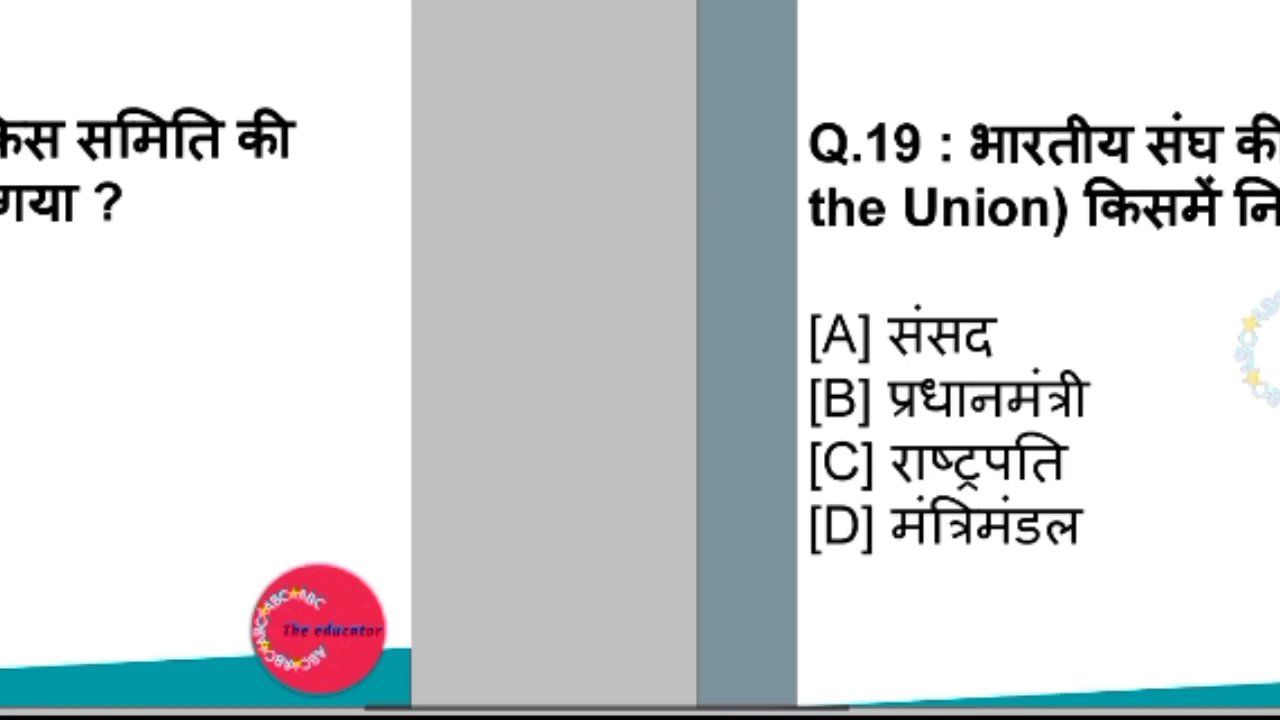 समिति की
गया ?
The educator
Q.19 : भारतीय संघ की
the Union) किसमें
[A] संसद
[B] प्रधानमंत्री
[C] राष्ट्रपति
[D] मंत्रिमंडल